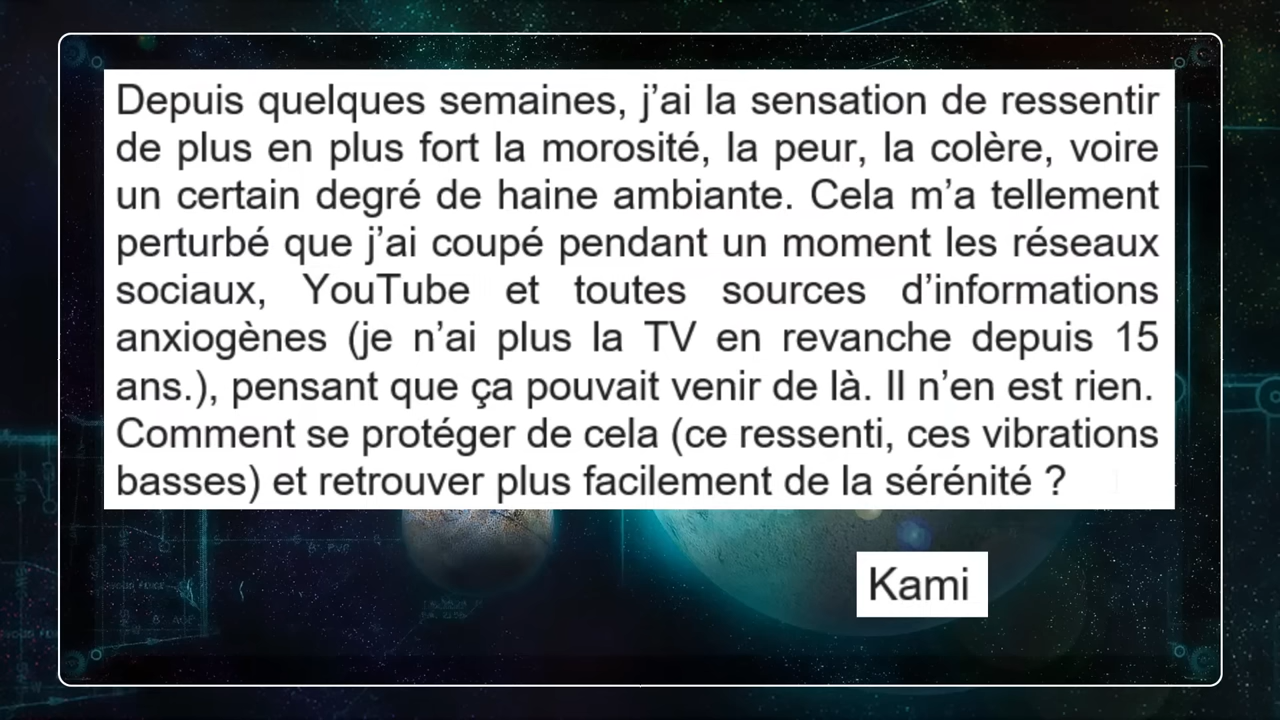 Depuis quelques semaines, j’ai la sensation de ressentir
de plus en plus fort la morosité, la peur, la colère, voire
un certain degré de haine ambiante. Cela m’a tellement
perturbé que j’ai coupé pendant un moment les réseaux
sociaux, YouTube et toutes sources d’informations
anxiogènes (je n’ai plus la TV en revanche depuis 15
ans.), pensant que ça pouvait venir de là. Il n’en est rien.
Comment se protéger de cela (ce ressenti, ces vibrations
basses) et retrouver plus facilement de la sérénité ?
Kami